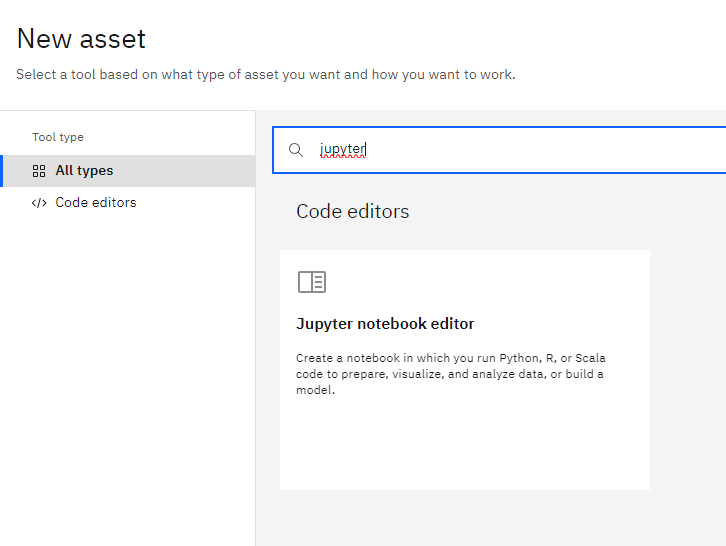 New asset
Select a tool based on what type of asset you want and how you want to work.
Tool type
All types
Code editors
jupyter
Code editors
Jupyter notebook editor
Create a notebook in which you run Python, R, or Scala
code to prepare, visualize, and analyze data, or build a
model.